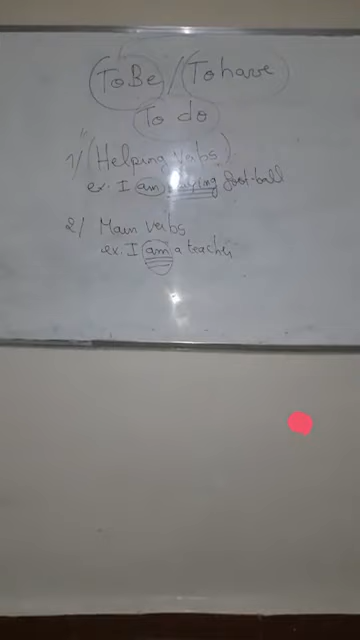 To Be / To have
To do
1/ (Helping Verbs)
ex. I am playing foot-ball
2/ Main verbs
ex. I am a teacher